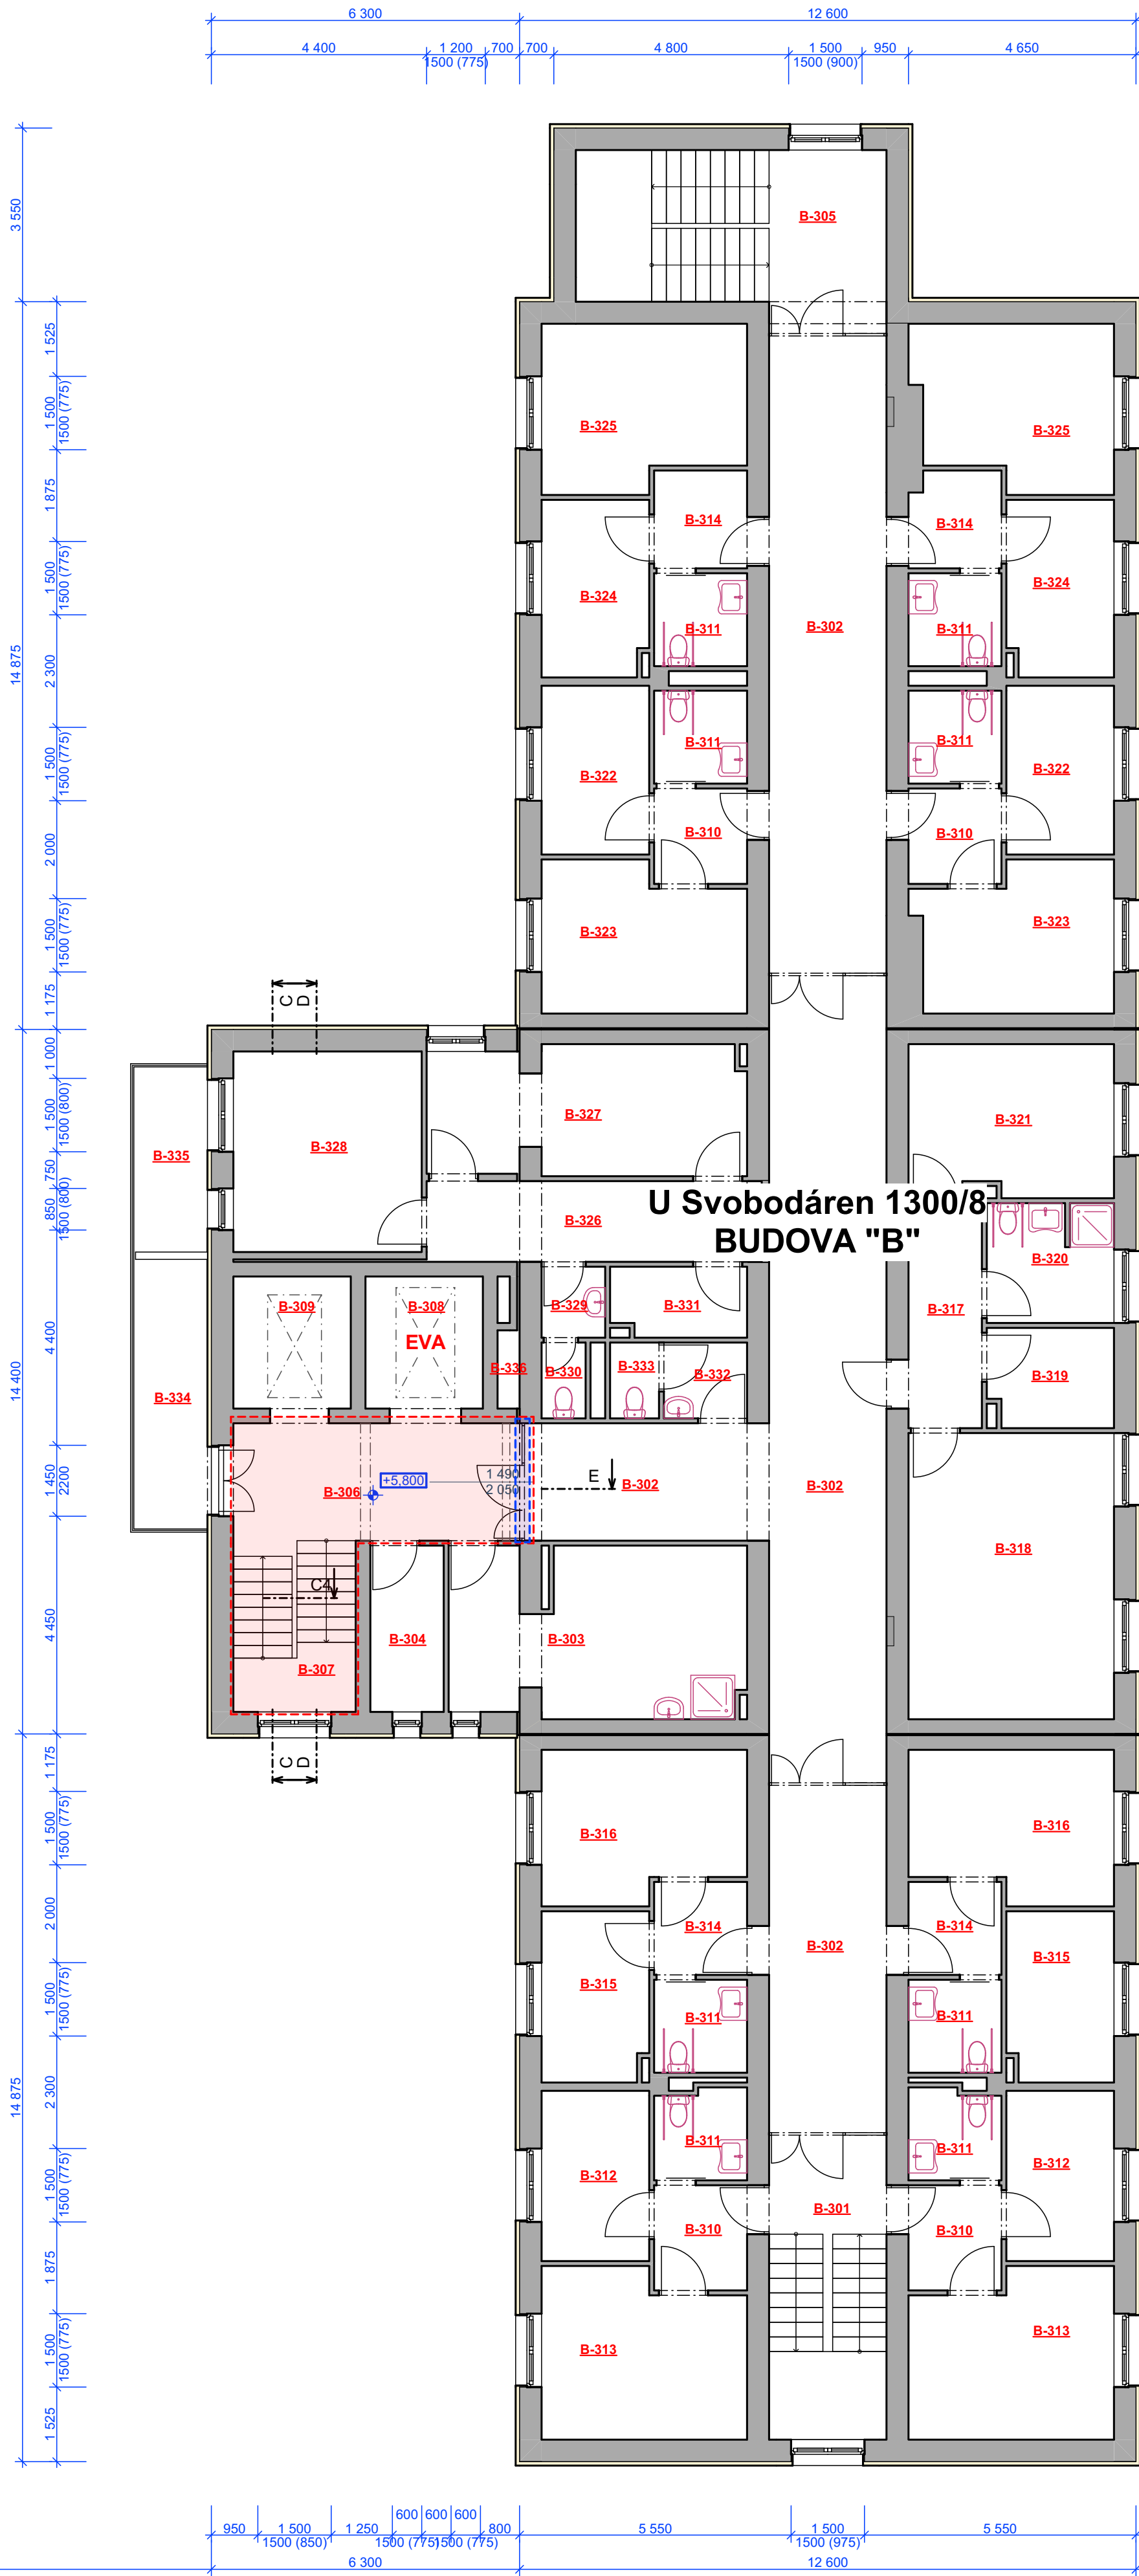 6 300
12 600
4 400
1 200
1500 (775)
700
700
4 800
1 500
1500 (900)
950
4 650
3 550
B-305
1 525
1 500
1500 (775)
B-325
B-325
1 875
B-314
B-314
1 500
1500 (775)
B-324
B-324
B-311
B-302
B-311
14 875
2 300
1 500
1500 (775)
B-311
B-311
B-322
B-322
2 000
B-310
B-310
1 500
1500 (775)
B-323
B-323
1 175
C
D
1 000
1 500
1500 (800)
B-327
B-321
B-335
B-328
750
850
1500 (800)
U Svobodáren 1300/8
BUDOVA "B"
B-326
B-320
B-309
B-308
B-329
B-331
B-317
EVA
4 400
14 400
B-336
B-330
B-333
B-332
B-319
B-334
1 450
2200
+5.800
1 490
2 050
E
B-306
B-302
B-302
B-318
C4
4 450
B-304
B-303
B-307
C
D
1 175
1 500
1500 (775)
B-316
B-316
2 000
B-314
B-314
B-302
1 500
1500 (775)
B-315
B-315
B-311
B-311
14 875
2 300
B-311
B-311
1 500
1500 (775)
B-312
B-312
B-301
1 875
B-310
B-310
1 500
1500 (775)
B-313
B-313
1 525
950
1 500
1500 (850)
1 250
600
1500 (775)
600
600
1500 (775)
800
5 550
1 500
1500 (975)
5 550
6 300
12 600